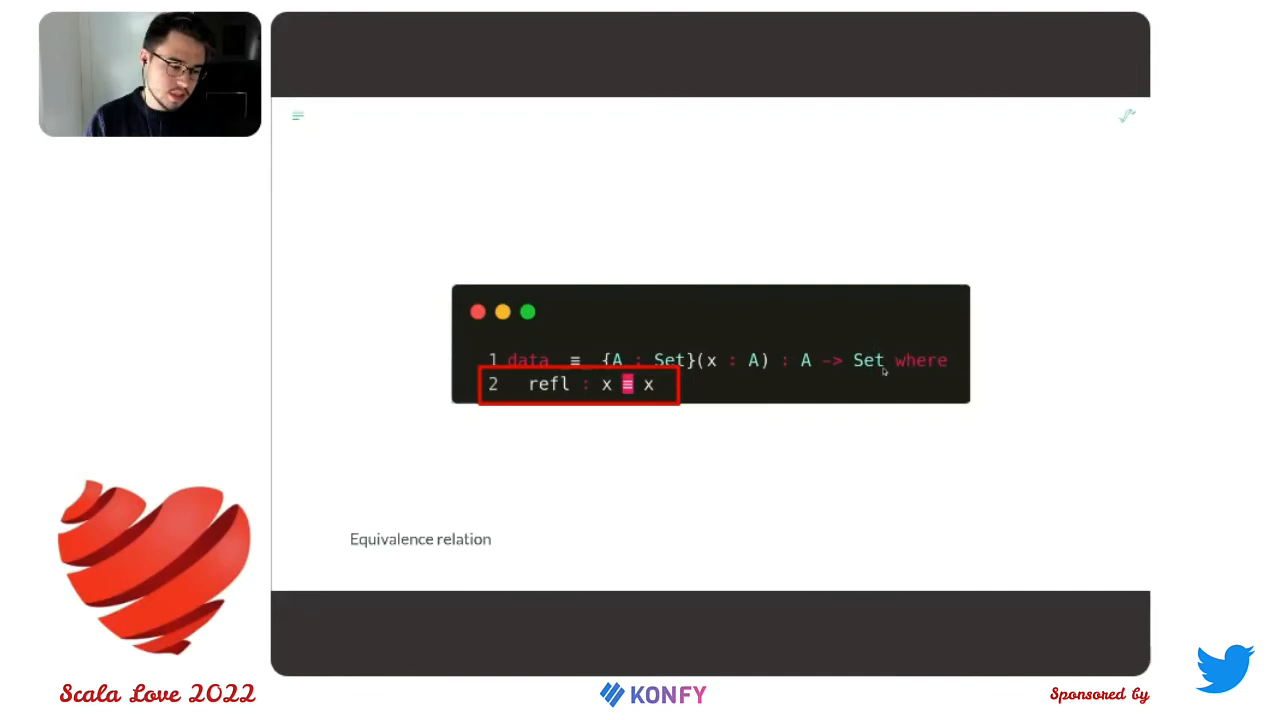 1 data ≡ {A : Set}(x : A) : A -> Set where
2 refl : x ≡ x
Equivalence relation
Scala Love 2022
KONFY
Sponsored by